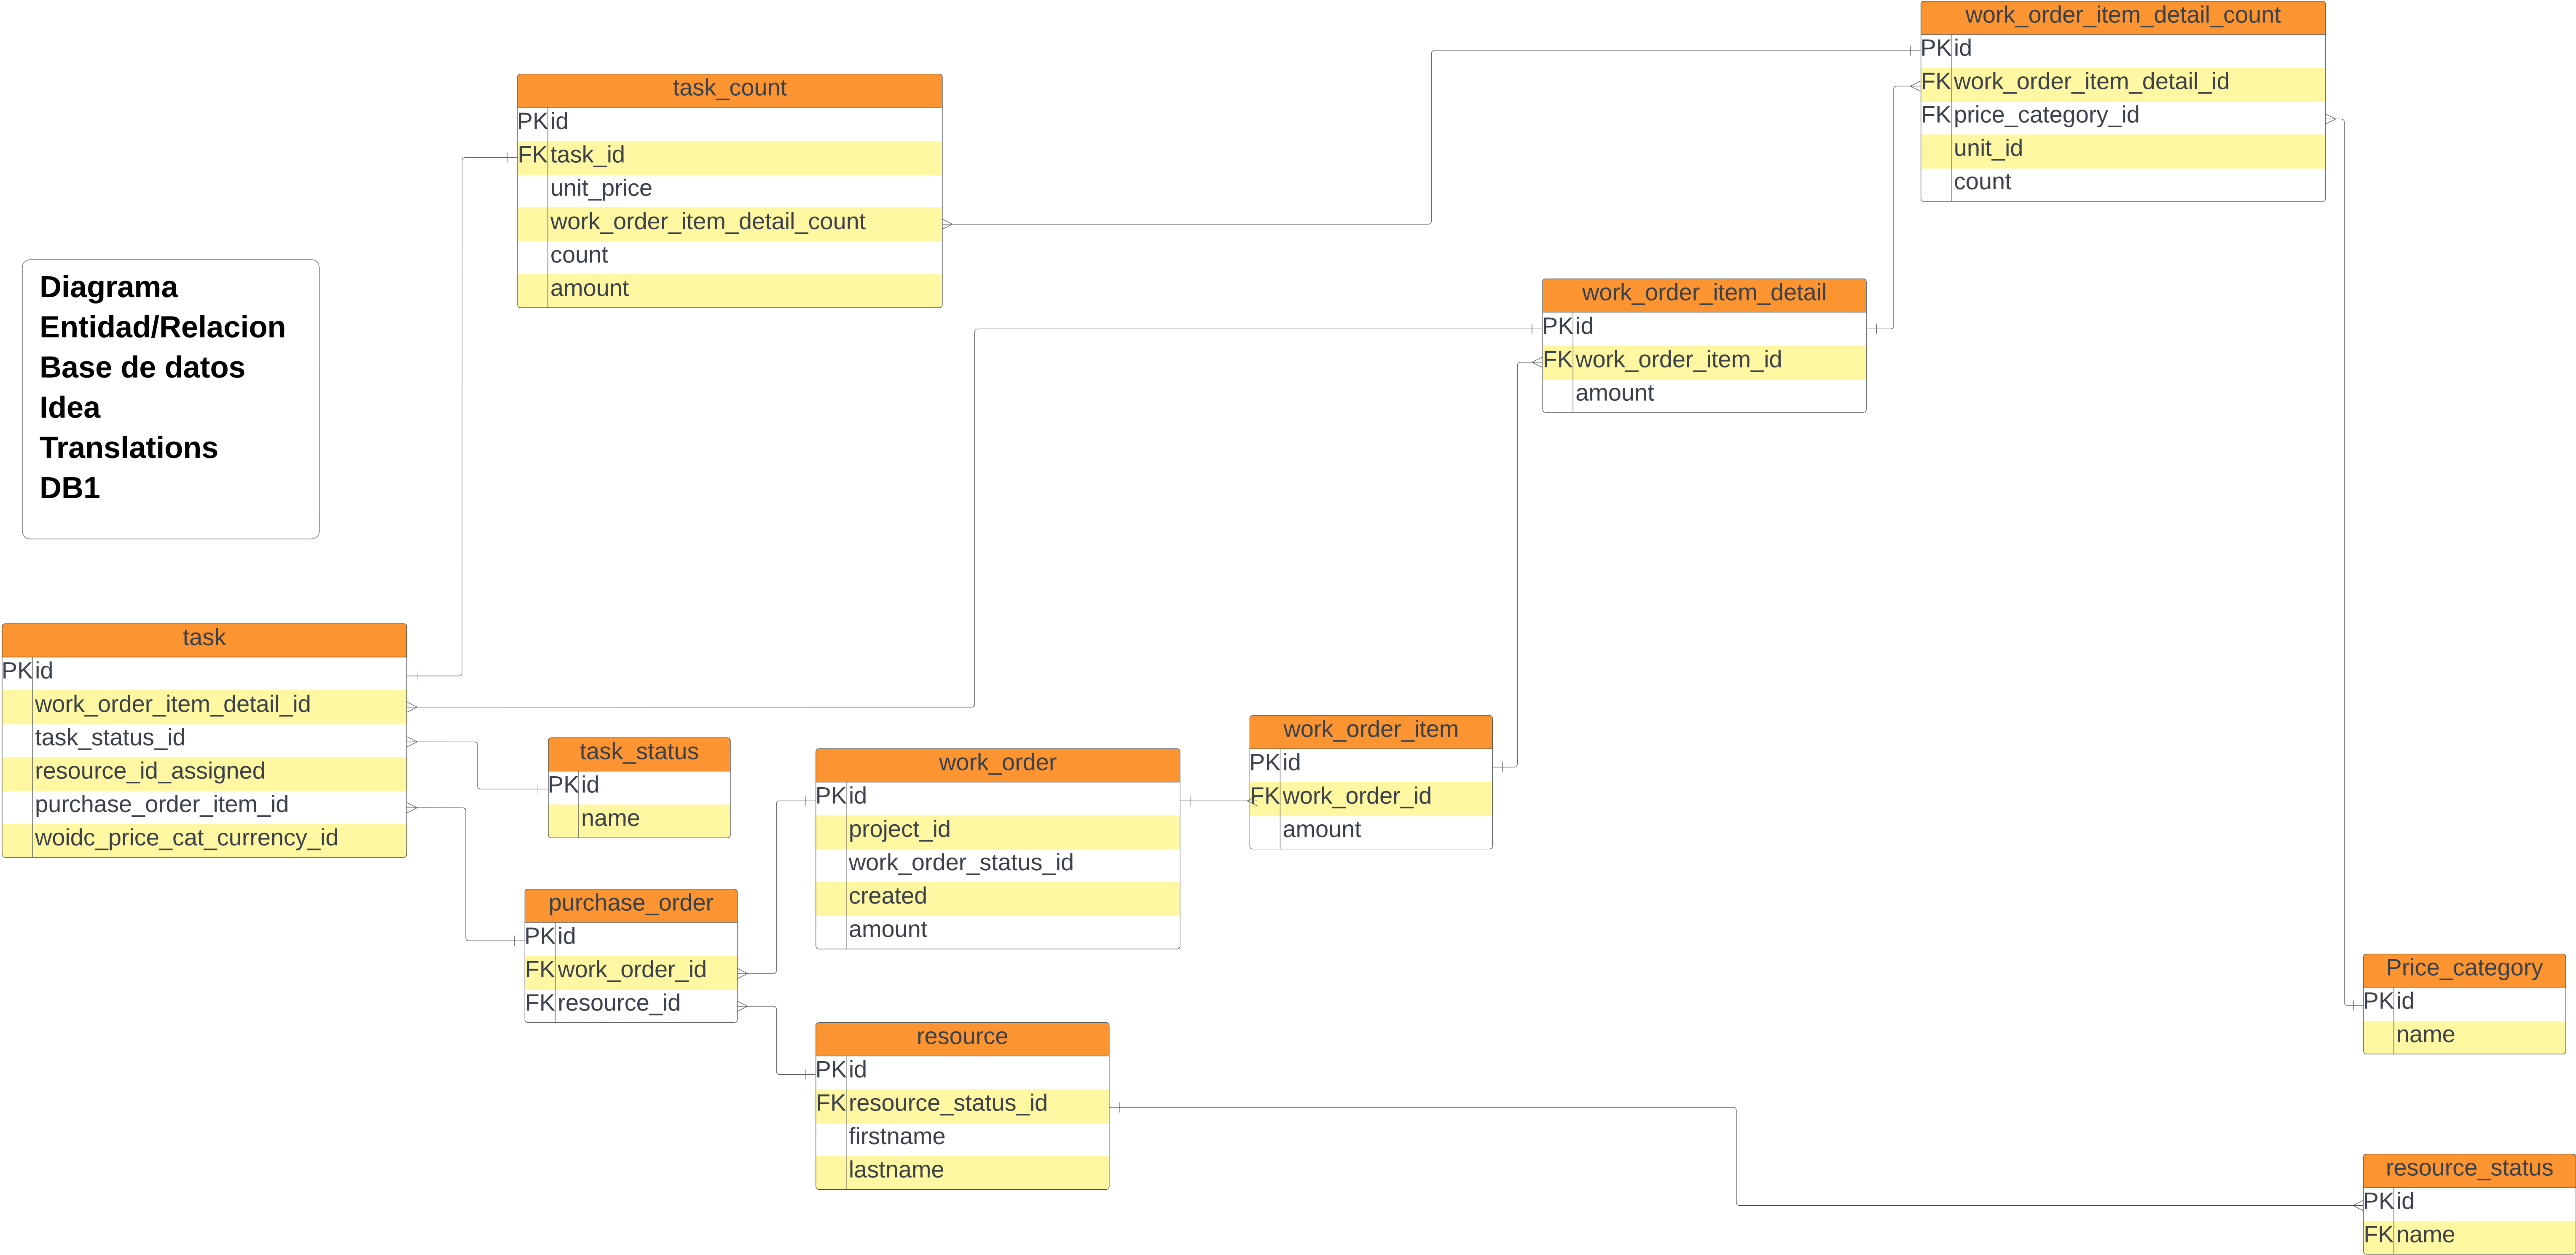 work_order_item_detail_count
PK id
FK work_order_item_detail_id
FK price_category_id
unit_id
count
task_count
PK id
FK task_id
unit_price
work_order_item_detail_count
count
amount
Diagrama
Entidad/Relacion
Base de datos
Idea
Translations
DB1
work_order_item_detail
PK id
FK work_order_item_id
amount
task
PK id
work_order_item_detail_id
task_status_id
resource_id_assigned
purchase_order_item_id
woidc_price_cat_currency_id
task_status
PK id
name
work_order
PK id
project_id
work_order_status_id
created
amount
work_order_item
PK id
FK work_order_id
amount
purchase_order
PK id
FK work_order_id
FK resource_id
resource
PK id
FK resource_status_id
firstname
lastname
Price_category
PK id
name
resource_status
PK id
FK name